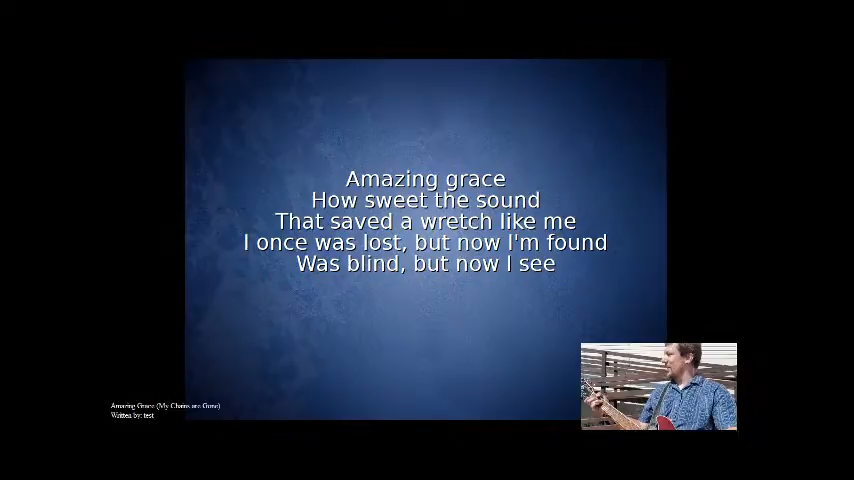 Amazing grace
How sweet the sound
That saved a wretch like me
I once was lost, but now I'm found
Was blind, but now I see
Amazing Grace (My Chains are Gone)
Written by: test